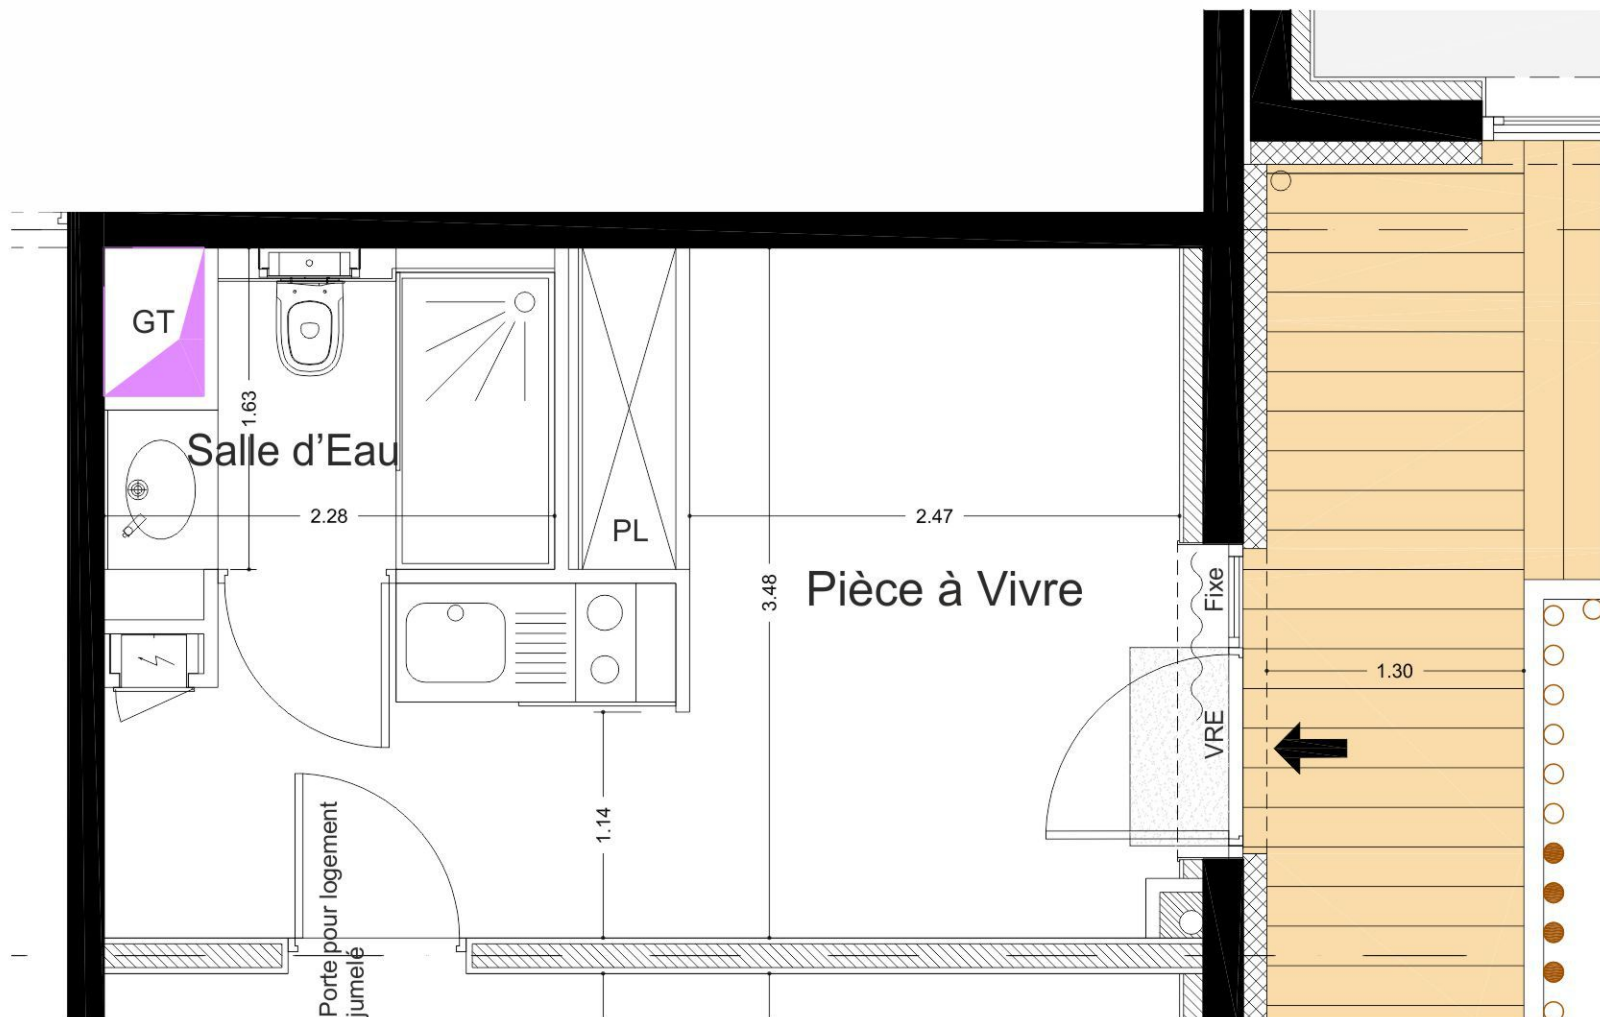 GT
1.63
Salle d’Eau
2.28
PL
2.47
3.48
Pièce à Vivre
Fixe
1.30
VRE
1.14
Porte pour logement
jumelé